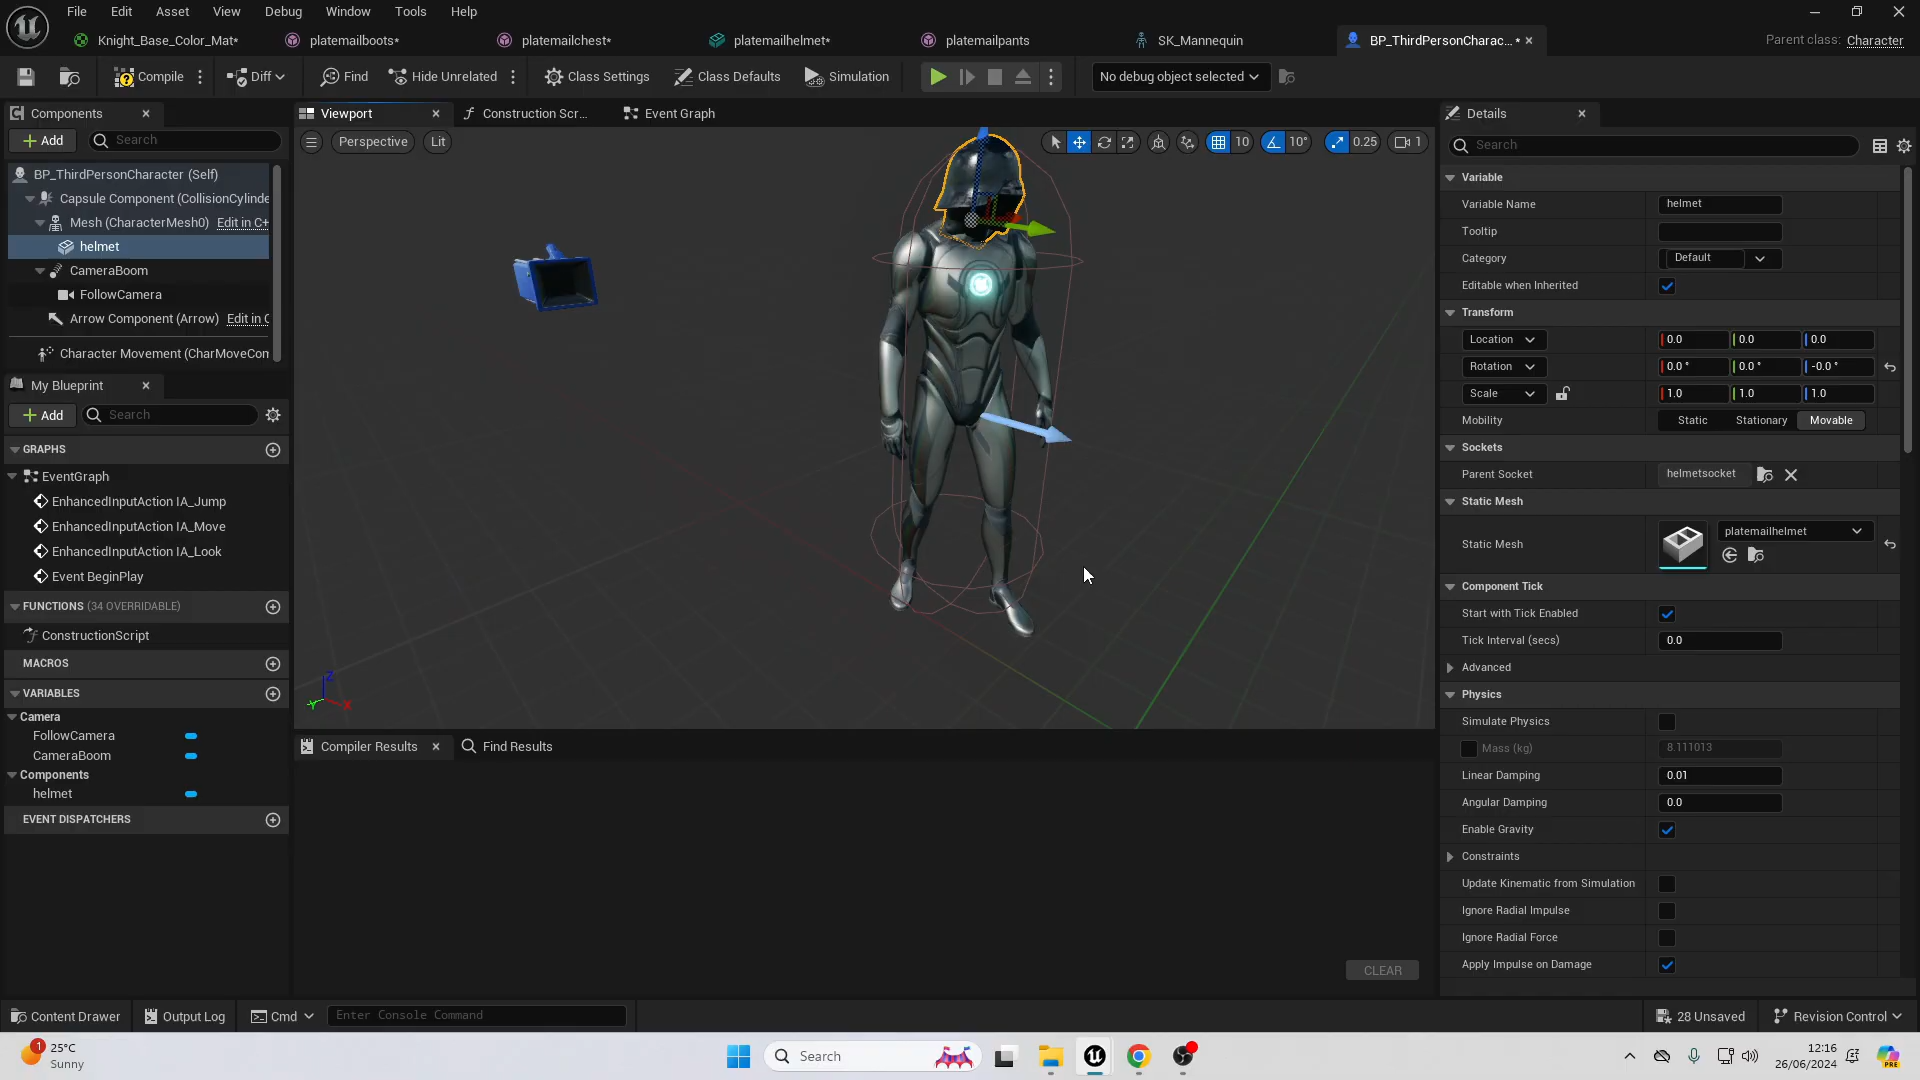 File Edit Asset View Debug Window Tools Help
Knight_Base_Color_Mat*
platemailboots*
platemailchest*
platemailhelmet*
platemailpants
SK_Mannequin
BP_ThirdPersonCharac... *
Parent class: Character
Compile
Diff
Find
Hide Unrelated
Class Settings
Class Defaults
Simulation
No debug object selected
Components
Viewport
Construction Scr...
Event Graph
Details
Add
Search
Perspective
Lit
10
10°
0.25
1
Search
BP_ThirdPersonCharacter (Self)
Capsule Component (CollisionCylinde
Mesh (CharacterMesh0) Edit in C+
helmet
CameraBoom
FollowCamera
Arrow Component (Arrow) Edit in C
Character Movement (CharMoveCon
My Blueprint
Add
Search
GRAPHS
EventGraph
EnhancedInputAction IA_Jump
EnhancedInputAction IA_Move
EnhancedInputAction IA_Look
Event BeginPlay
FUNCTIONS (34 OVERRIDABLE)
ConstructionScript
MACROS
VARIABLES
Camera
FollowCamera
CameraBoom
Components
helmet
EVENT DISPATCHERS
Z
Y
X
Compiler Results
Find Results
CLEAR
Variable
Variable Name helmet
Tooltip
Category Default
Editable when Inherited
Transform
Location 0.0 0.0 0.0
Rotation 0.0 ° 0.0 ° -0.0 °
Scale 1.0 1.0 1.0
Mobility Static Stationary Movable
Sockets
Parent Socket helmetsocket
Static Mesh
Static Mesh platemailhelmet
Component Tick
Start with Tick Enabled
Tick Interval (secs) 0.0
Advanced
Physics
Simulate Physics
Mass (kg) 8.111013
Linear Damping 0.01
Angular Damping 0.0
Enable Gravity
Constraints
Update Kinematic from Simulation
Ignore Radial Impulse
Ignore Radial Force
Apply Impulse on Damage
Content Drawer
Output Log
Cmd
Enter Console Command
28 Unsaved
Revision Control
1
25°C
Sunny
Search
12:16
26/06/2024
PRE